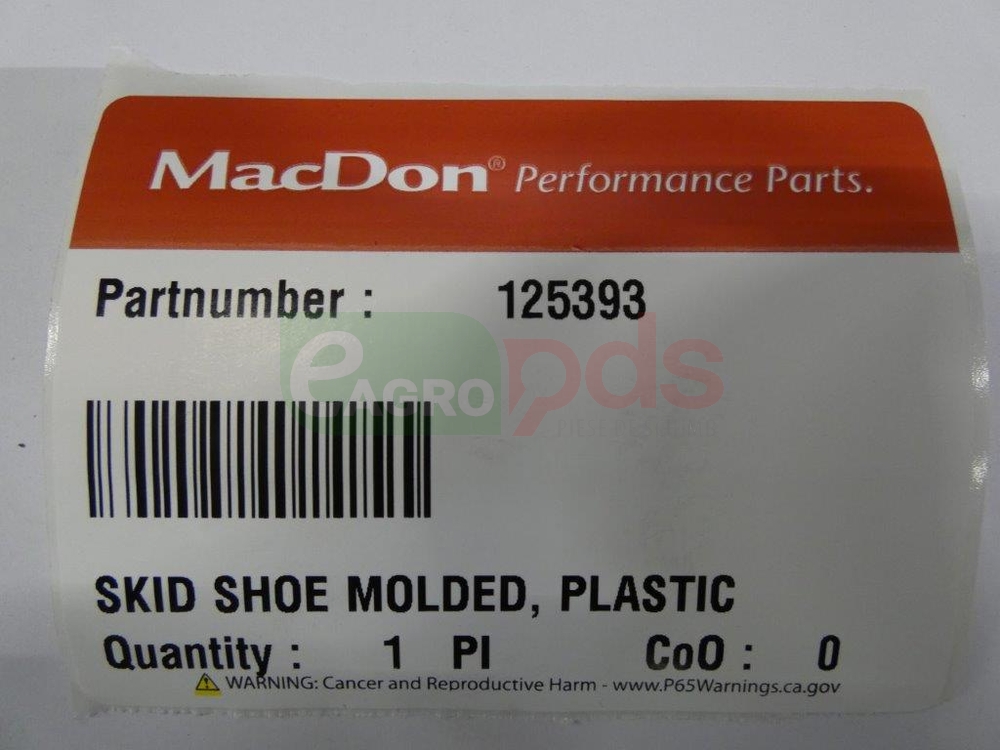 MacDon® Performance Parts.
Partnumber : 125393
eAGRO pds
SKID SHOE MOLDED, PLASTIC
Quantity : 1 PI CoO : 0
WARNING: Cancer and Reproductive Harm - www.P65Warnings.ca.gov